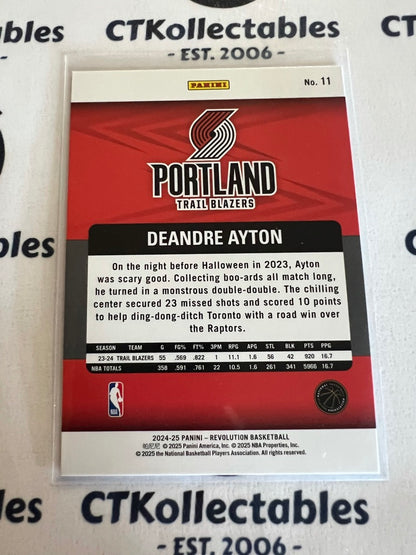 CTKollectables
- EST. 2006 -
PANINI
No. 11
PORTLAND
TRAIL BLAZERS
DEANDRE AYTON
On the night before Halloween in 2023, Ayton
was scary good. Collecting boo-ards all match long,
he turned in a monstrous double-double. The chilling
center secured 23 missed shots and scored 10 points
to help ding-dong-ditch Toronto with a road win over
the Raptors.
SEASON TEAM G FG% FT% 3PM RPG APG STL BLK PTS PPG
23-24 TRAIL BLAZERS 55 .569 .822 1 11.1 1.6 56 42 920 16.7
NBA TOTALS 358 .591 .761 22 10.5 1.6 261 341 5966 16.7
NBA
2024-25 PANINI – REVOLUTION BASKETBALL
帕尼尼 © 2025 Panini America, Inc. © 2025 NBA Properties, Inc.
© 2025 the National Basketball Players Association. All rights reserved.
CTKollectables
- EST. 2006 -